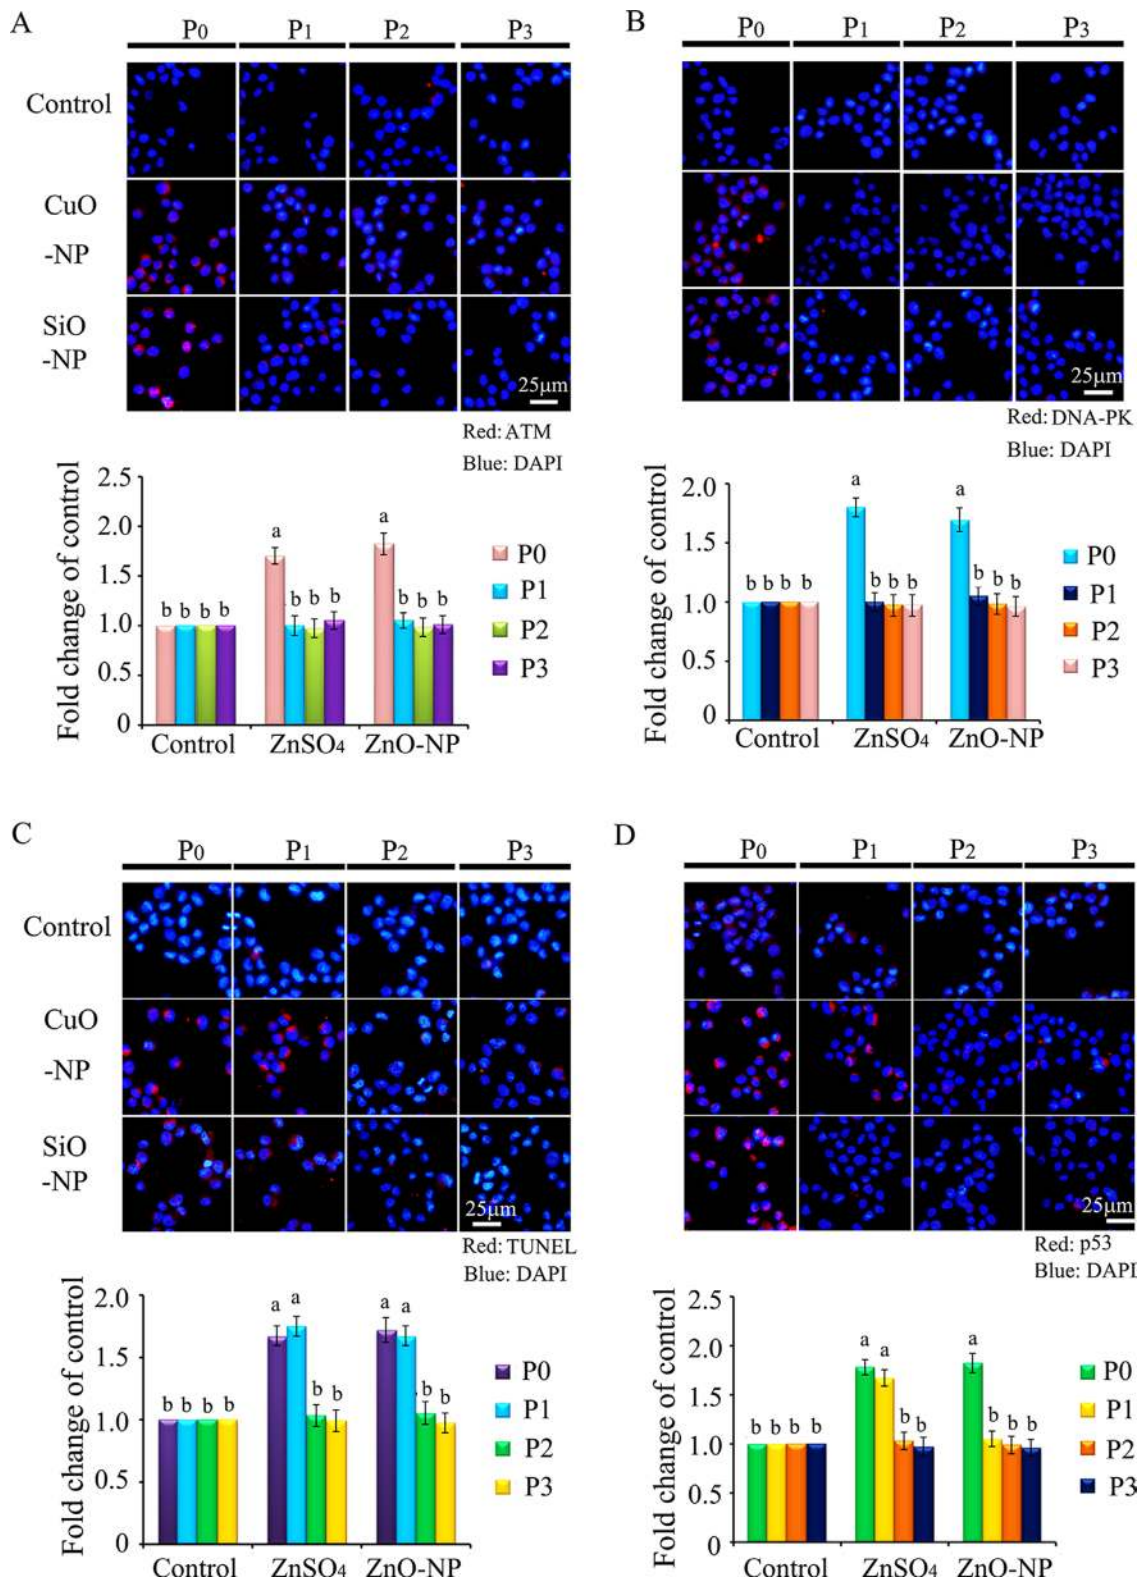 A
P0 P1 P2 P3
Control
CuO
-NP
SiO
-NP
25μm
Red: ATM
Blue: DAPI
Fold change of control
2.5
2.0
1.5
1.0
0.5
0
b b b b
a
b b b
a
b b b
Control ZnSO4 ZnO-NP
P0
P1
P2
P3
B
P0 P1 P2 P3
25μm
Red: DNA-PK
Blue: DAPI
Fold change of control
2.0
1.5
1.0
0.5
0
b b b b
a
b b b
a
b b b
Control ZnSO4 ZnO-NP
P0
P1
P2
P3
C
P0 P1 P2 P3
Control
CuO
-NP
SiO
-NP
25μm
Red: TUNEL
Blue: DAPI
Fold change of control
2.0
1.5
1.0
0.5
0
b b b b
a a
b b
a a
b b
Control ZnSO4 ZnO-NP
P0
P1
P2
P3
D
P0 P1 P2 P3
25μm
Red: p53
Blue: DAPI
Fold change of control
2.5
2.0
1.5
1.0
0.5
0
b b b b
a a
b b
a
b b b
Control ZnSO4 ZnO-NP
P0
P1
P2
P3